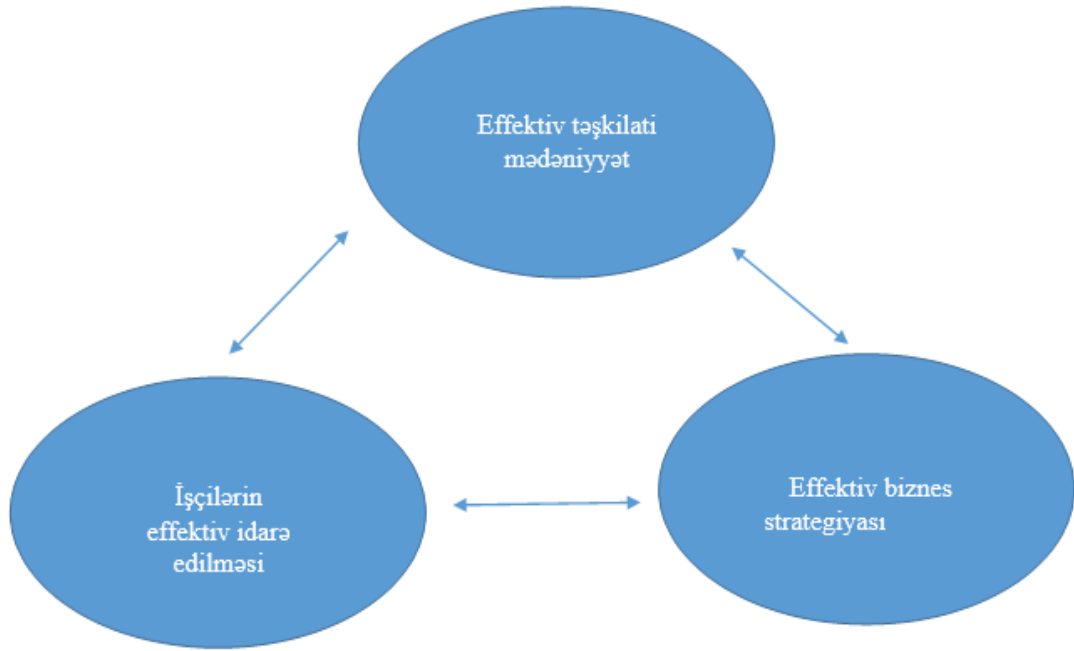 Effektiv təşkilati
mədəniyyət
İşçilərin
effektiv idarə
edilməsi
Effektiv biznes
strategiyası